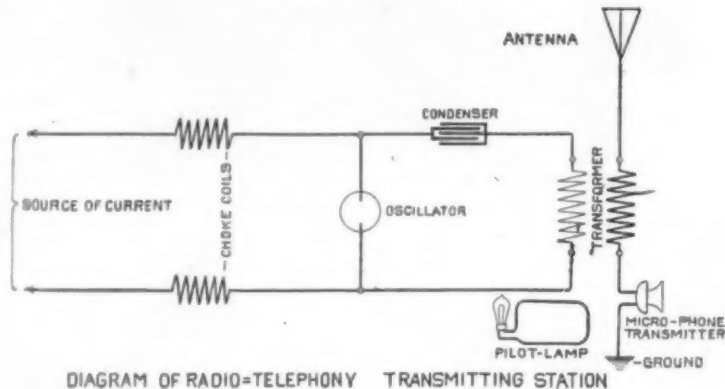 ANTENNA
CONDENSER
SOURCE OF CURRENT
CHOKE COILS
OSCILLATOR
TRANSFORMER
MICRO-PHONE
TRANSMITTER
PILOT-LAMP
GROUND
DIAGRAM OF RADIO=TELEPHONY TRANSMITTING STATION